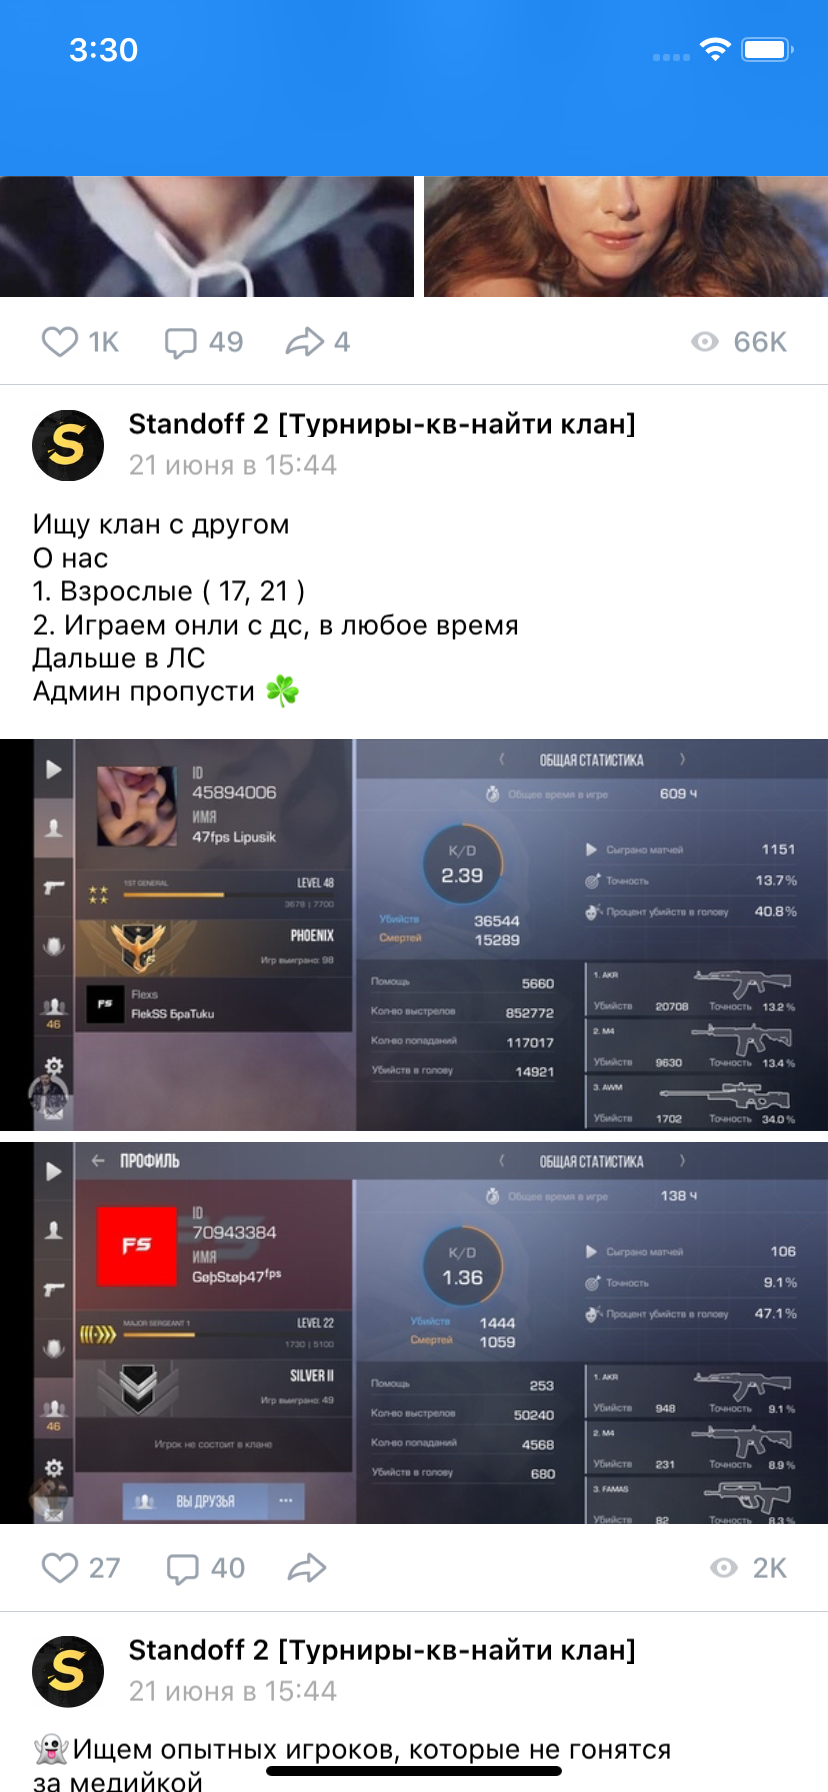 3:30
1K 49 4 66K
Standoff 2 [Турниры-кв-найти клан]
21 июня в 15:44
Ищу клан с другом
О нас
1. Взрослые ( 17, 21 )
2. Играем онли с дс, в любое время
Дальше в ЛС
Админ пропусти
ID
45894006
ИМЯ
47fps Lipusik
1ST GENERAL LEVEL 48
3678 | 7700
PHOENIX
Игр выиграно: 98
FS Flexs
FlekSS БраTuku
46
ОБЩАЯ СТАТИСТИКА
Общее время в игре 609 ч
K/D
2.39
Убийств 36544
Смертей 15289
Сыграно матчей 1151
Точность 13.7%
Процент убийств в голову 40.8%
Помощь 5660
Кол-во выстрелов 852772
Кол-во попаданий 117017
Убийств в голову 14921
1. AKR
Убийств 20708 Точность 13.2 %
2. M4
Убийств 9630 Точность 13.4 %
3. AWM
Убийств 1702 Точность 34.0 %
ПРОФИЛЬ
FS
ID
70943384
ИМЯ
GøþStøþ47fps
MAJOR SERGEANT 1 LEVEL 22
1730 | 5100
SILVER II
Игр выиграно: 49
Игрок не состоит в клане
46
ВЫ ДРУЗЬЯ
ОБЩАЯ СТАТИСТИКА
Общее время в игре 138 ч
K/D
1.36
Убийств 1444
Смертей 1059
Сыграно матчей 106
Точность 9.1%
Процент убийств в голову 47.1%
Помощь 253
Кол-во выстрелов 50240
Кол-во попаданий 4568
Убийств в голову 680
1. AKR
Убийств 948 Точность 9.1 %
2. M4
Убийств 231 Точность 8.9 %
3. FAMAS
Убийств 82 Точность 8.3 %
27 40 2K
Standoff 2 [Турниры-кв-найти клан]
21 июня в 15:44
Ищем опытных игроков, которые не гонятся
за медийкой